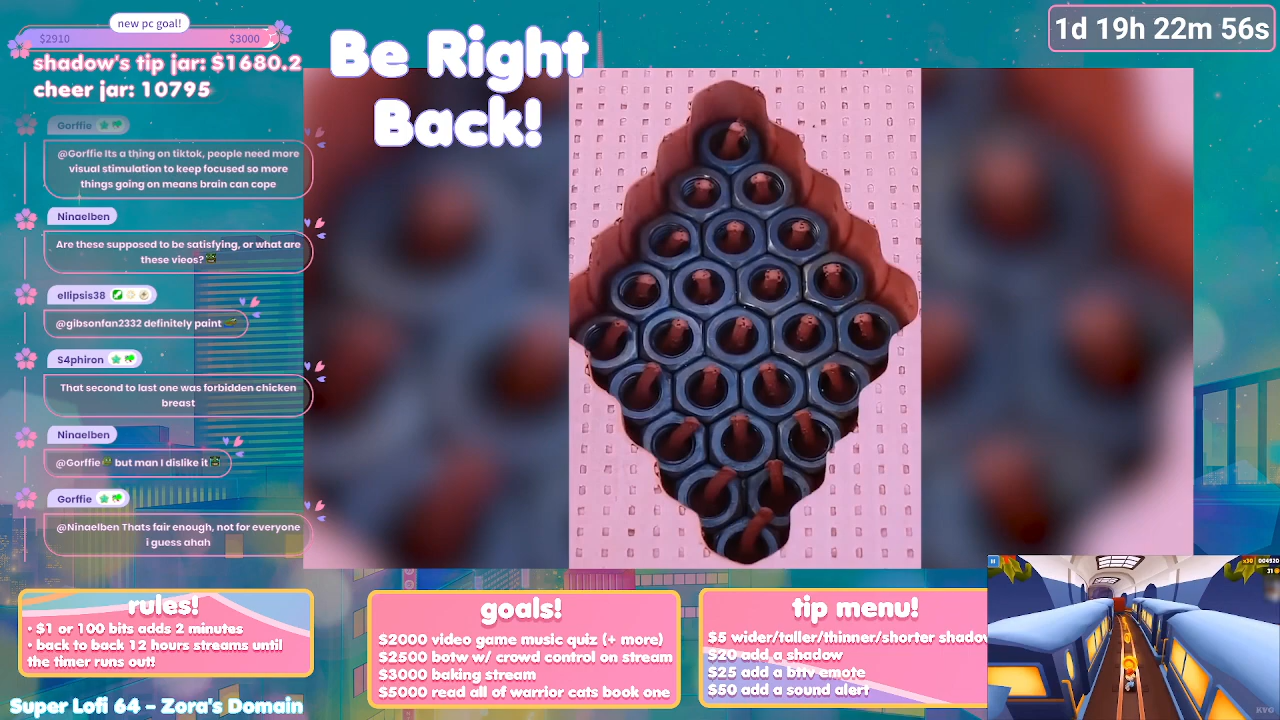 new pc goal!
$2910
$3000
shadow's tip jar: $1680.2
cheer jar: 10795
Be Right
Back!
1d 19h 22m 56s
Gorffie
@Gorffie Its a thing on tiktok, people need more
visual stimulation to keep focused so more
things going on means brain can cope
Ninaelben
Are these supposed to be satisfying, or what are
these vieos?
ellipsis38
@gibsonfan2332 definitely paint
S4phiron
That second to last one was forbidden chicken
breast
Ninaelben
@Gorffie but man I dislike it
Gorffie
@Ninaelben Thats fair enough, not for everyone
i guess ahah
rules!
• $1 or 100 bits adds 2 minutes
• back to back 12 hours streams until
the timer runs out!
goals!
$2000 video game music quiz (+ more)
$2500 botw w/ crowd control on stream
$3000 baking stream
$5000 read all of warrior cats book one
tip menu!
$5 wider/taller/thinner/shorter shadow
$20 add a shadow
$25 add a bttv emote
$50 add a sound alert
x30 004920
31
KVG
Super Lofi 64 - Zora's Domain